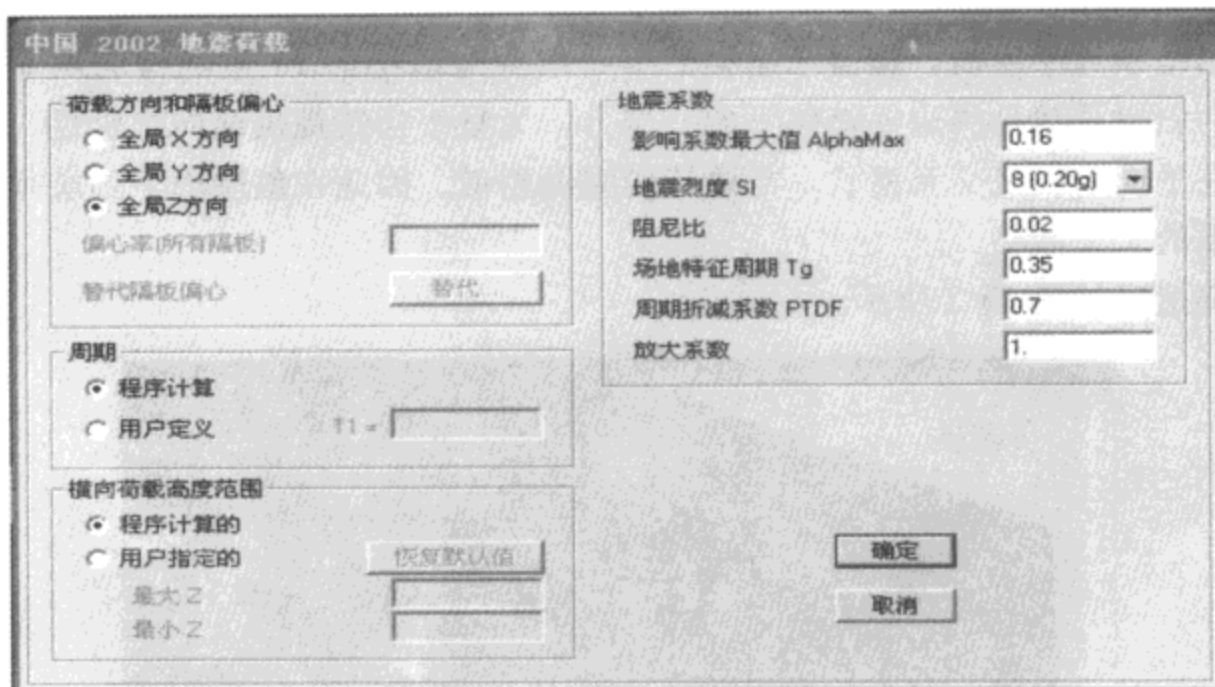 中国 2002 地震荷载
荷载方向和隔板偏心
全局 X 方向
全局 Y 方向
全局Z方向
偏心率(所有隔板)
替代隔板偏心
替代...
周期
程序计算
用户定义
T1 =
横向荷载高度范围
程序计算的
用户指定的
恢复默认值
最大 Z
最小 Z
地震系数
影响系数最大值 AlphaMax
0.16
地震烈度 SI
8 (0.20g)
阻尼比
0.02
场地特征周期 Tg
0.35
周期折减系数 PTDF
0.7
放大系数
1.
确定
取消